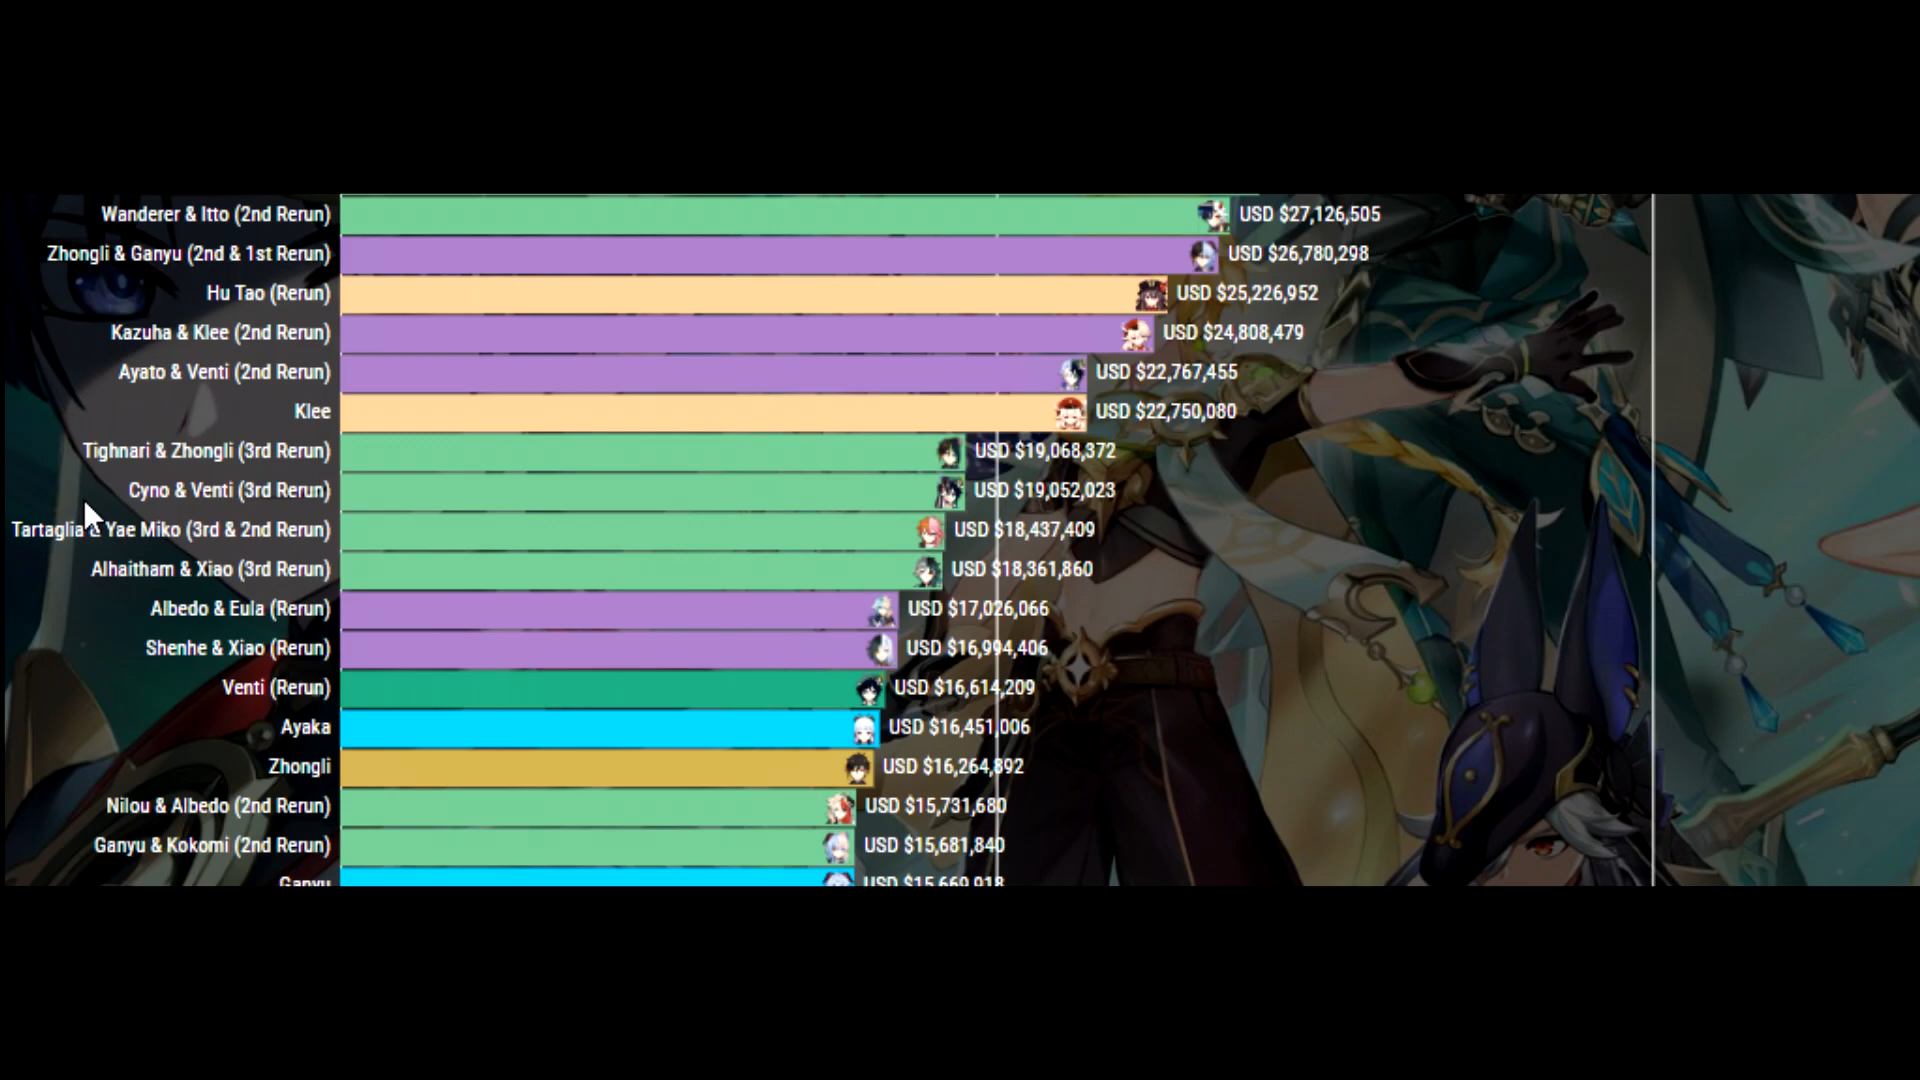 Wanderer & Itto (2nd Rerun) USD $27,126,505
Zhongli & Ganyu (2nd & 1st Rerun) USD $26,780,298
Hu Tao (Rerun) USD $25,226,952
Kazuha & Klee (2nd Rerun) USD $24,808,479
Ayato & Venti (2nd Rerun) USD $22,767,455
Klee USD $22,750,080
Tighnari & Zhongli (3rd Rerun) USD $19,068,372
Cyno & Venti (3rd Rerun) USD $19,052,023
Tartaglia & Yae Miko (3rd & 2nd Rerun) USD $18,437,409
Alhaitham & Xiao (3rd Rerun) USD $18,361,860
Albedo & Eula (Rerun) USD $17,026,066
Shenhe & Xiao (Rerun) USD $16,994,406
Venti (Rerun) USD $16,614,209
Ayaka USD $16,451,006
Zhongli USD $16,264,892
Nilou & Albedo (2nd Rerun) USD $15,731,680
Ganyu & Kokomi (2nd Rerun) USD $15,681,840
Ganyu USD $15,669,918